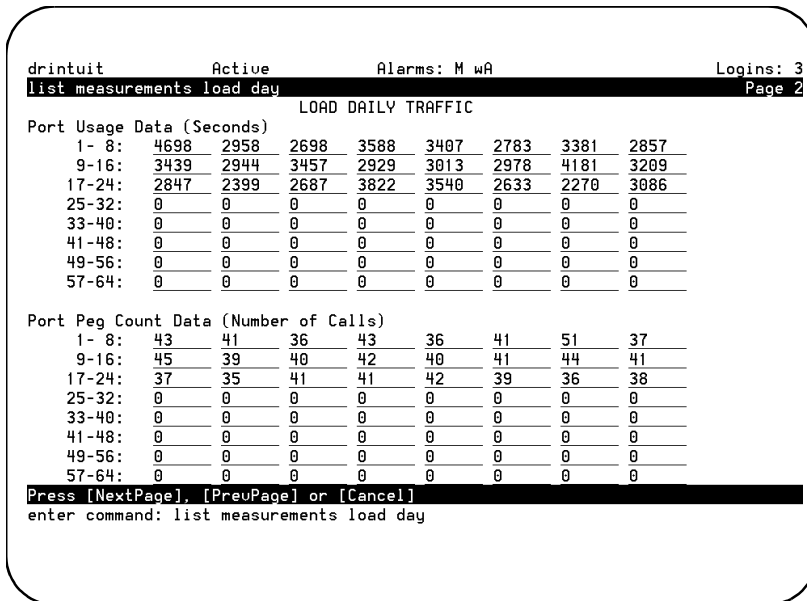 drintuit Active Alarms: M wA Logins: 3
list measurements load day Page 2
LOAD DAILY TRAFFIC
Port Usage Data (Seconds)
1- 8: 4698 2958 2698 3588 3407 2783 3381 2857
9-16: 3439 2944 3457 2929 3013 2978 4181 3209
17-24: 2847 2399 2687 3822 3540 2633 2270 3086
25-32: 0 0 0 0 0 0 0 0
33-40: 0 0 0 0 0 0 0 0
41-48: 0 0 0 0 0 0 0 0
49-56: 0 0 0 0 0 0 0 0
57-64: 0 0 0 0 0 0 0 0
Port Peg Count Data (Number of Calls)
1- 8: 43 41 36 43 36 41 51 37
9-16: 45 39 40 42 40 41 44 41
17-24: 37 35 41 41 42 39 36 38
25-32: 0 0 0 0 0 0 0 0
33-40: 0 0 0 0 0 0 0 0
41-48: 0 0 0 0 0 0 0 0
49-56: 0 0 0 0 0 0 0 0
57-64: 0 0 0 0 0 0 0 0
Press [NextPage], [PrevPage] or [Cancel]
enter command: list measurements load day